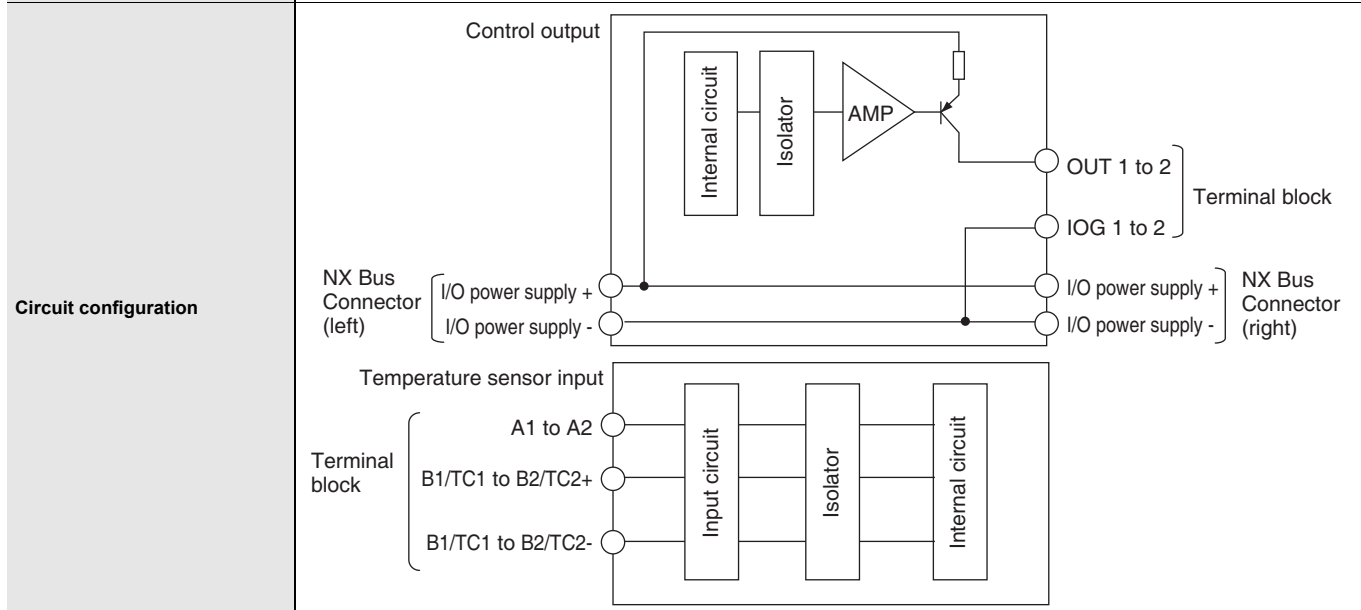 Circuit configuration
Control output
Internal circuit
Isolator
AMP
OUT 1 to 2
IOG 1 to 2
Terminal block
NX Bus
Connector
(left)
I/O power supply +
I/O power supply -
I/O power supply +
I/O power supply -
NX Bus
Connector
(right)
Temperature sensor input
Terminal
block
A1 to A2
B1/TC1 to B2/TC2+
B1/TC1 to B2/TC2-
Input circuit
Isolator
Internal circuit